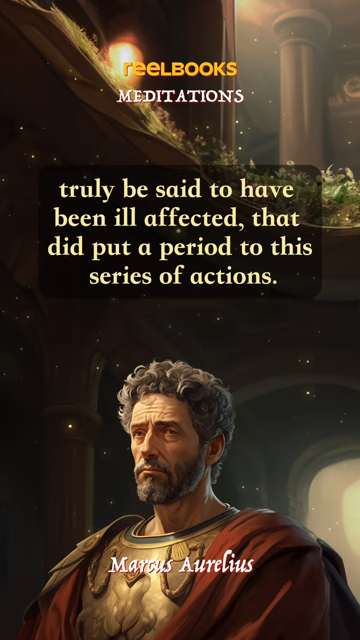 reelbooks
MEDITATIONS
truly be said to have
been ill affected, that
did put a period to this
series of actions.
Marcus Aurelius